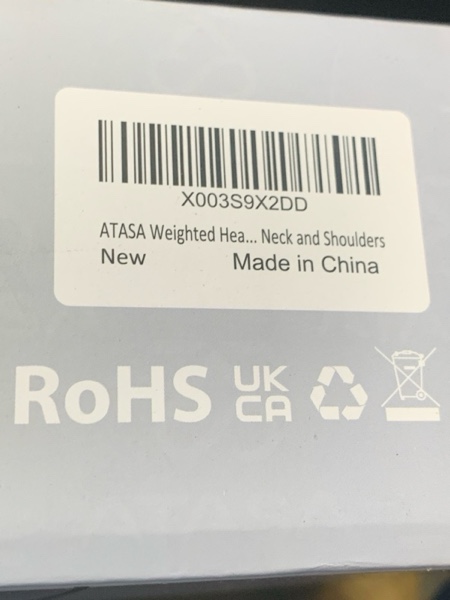 X003S9X2DD
ATASA Weighted Hea... Neck and Shoulders
New Made in China
RoHS UK
CA